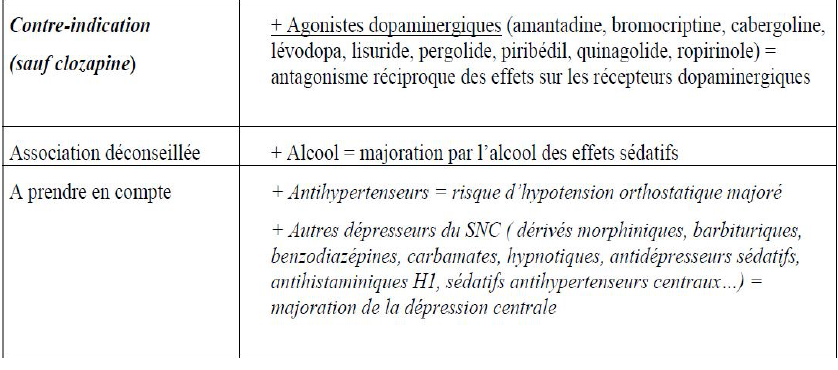 Contre-indication
(sauf clozapine)
+ Agonistes dopaminergiques (amantadine, bromocriptine, cabergoline,
lévodopa, lisuride, pergolide, piribédil, quinagolide, ropirinole) =
antagonisme réciproque des effets sur les récepteurs dopaminergiques
Association déconseillée
+ Alcool = majoration par l’alcool des effets sédatifs
A prendre en compte
+ Antihypertenseurs = risque d’hypotension orthostatique majoré
+ Autres dépresseurs du SNC ( dérivés morphiniques, barbituriques,
benzodiazépines, carbamates, hypnotiques, antidépresseurs sédatifs,
antihistaminiques H1, sédatifs antihypertenseurs centraux…) =
majoration de la dépression centrale